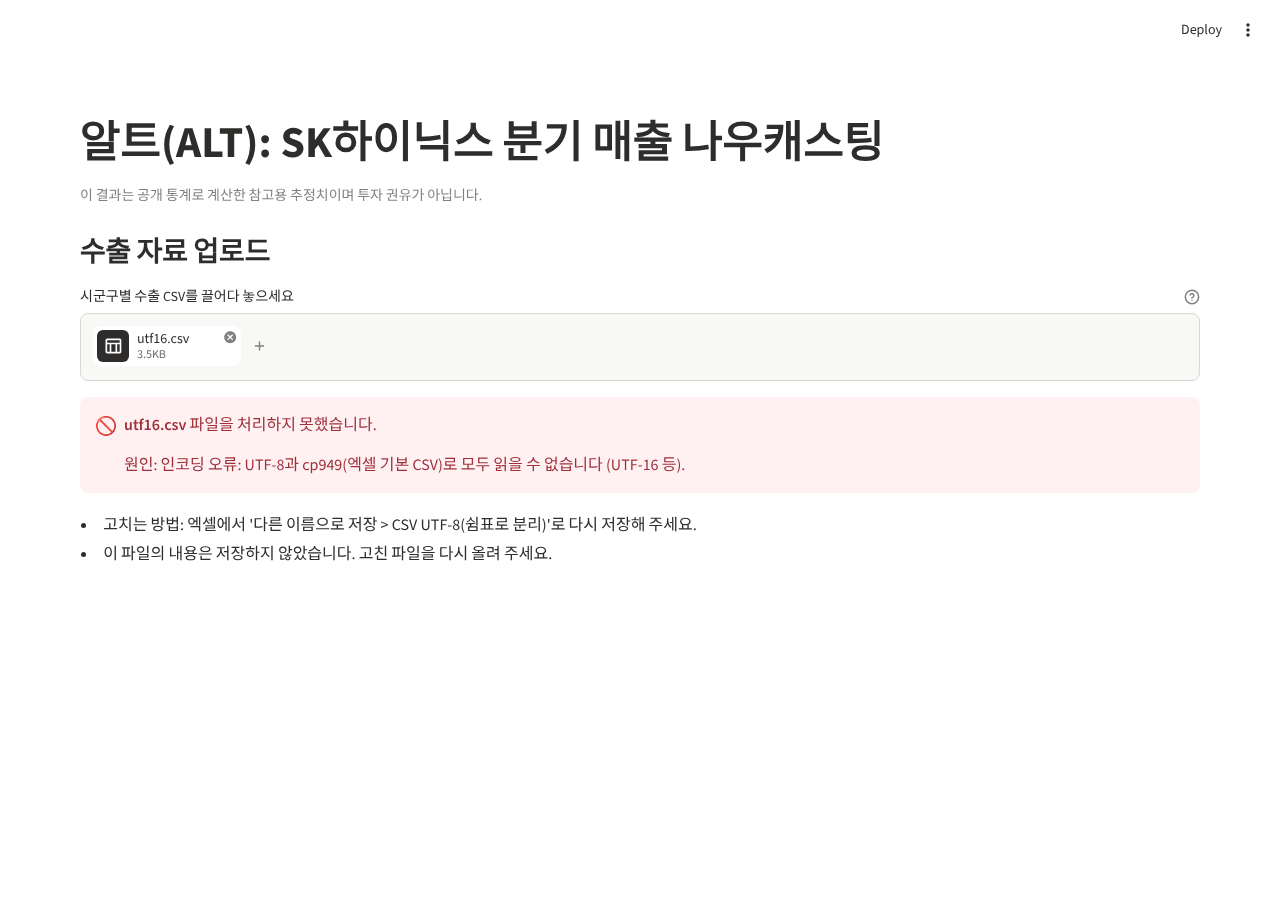 Deploy
알트(ALT): SK하이닉스 분기 매출 나우캐스팅
이 결과는 공개 통계로 계산한 참고용 추정치이며 투자 권유가 아닙니다.
수출 자료 업로드
시군구별 수출 CSV를 끌어다 놓으세요
utf16.csv
3.5KB
utf16.csv 파일을 처리하지 못했습니다.
원인: 인코딩 오류: UTF-8과 cp949(엑셀 기본 CSV)로 모두 읽을 수 없습니다 (UTF-16 등).
• 고치는 방법: 엑셀에서 '다른 이름으로 저장 > CSV UTF-8(쉼표로 분리)'로 다시 저장해 주세요.
• 이 파일의 내용은 저장하지 않았습니다. 고친 파일을 다시 올려 주세요.